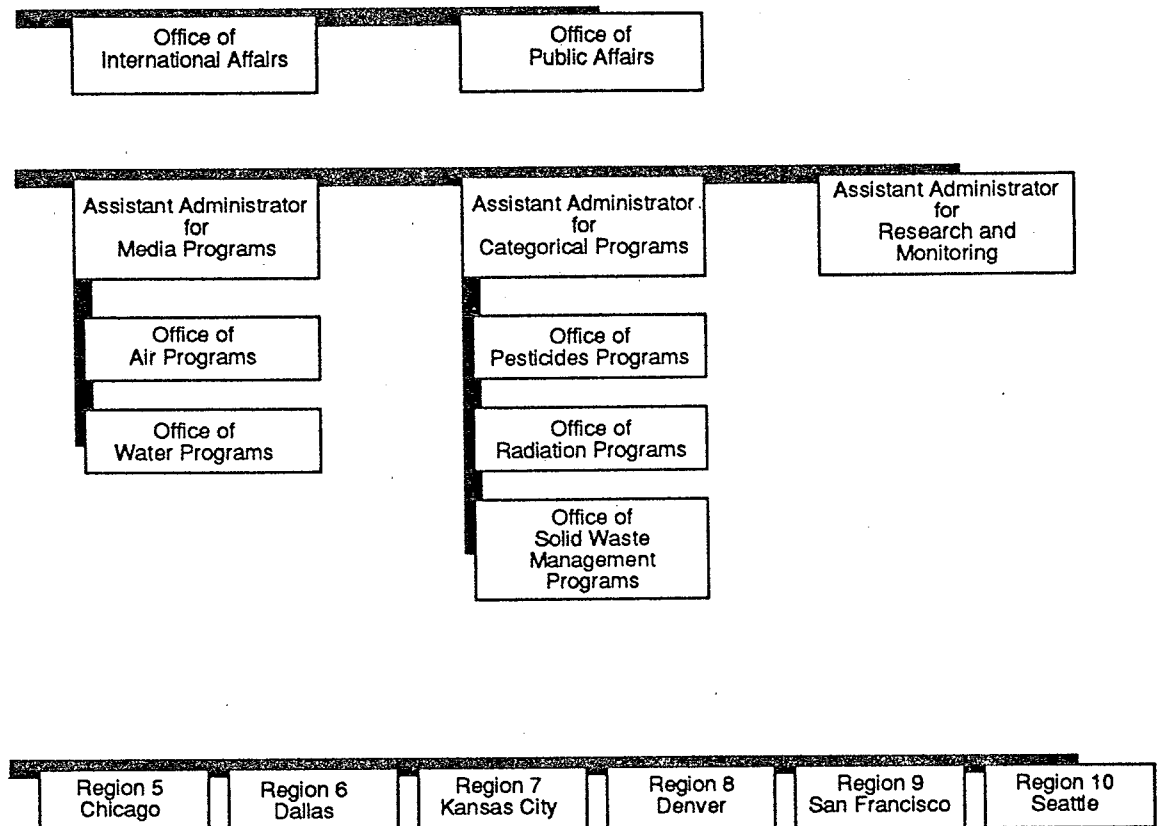 Office of
International Affairs
Office of
Public Affairs
Assistant Administrator
for
Media Programs
Office of
Air Programs
Office of
Water Programs
Assistant Administrator
for
Categorical Programs
Office of
Pesticides Programs
Office of
Radiation Programs
Office of
Solid Waste
Management
Programs
Assistant Administrator
for
Research and
Monitoring
Region 5
Chicago
Region 6
Dallas
Region 7
Kansas City
Region 8
Denver
Region 9
San Francisco
Region 10
Seattle